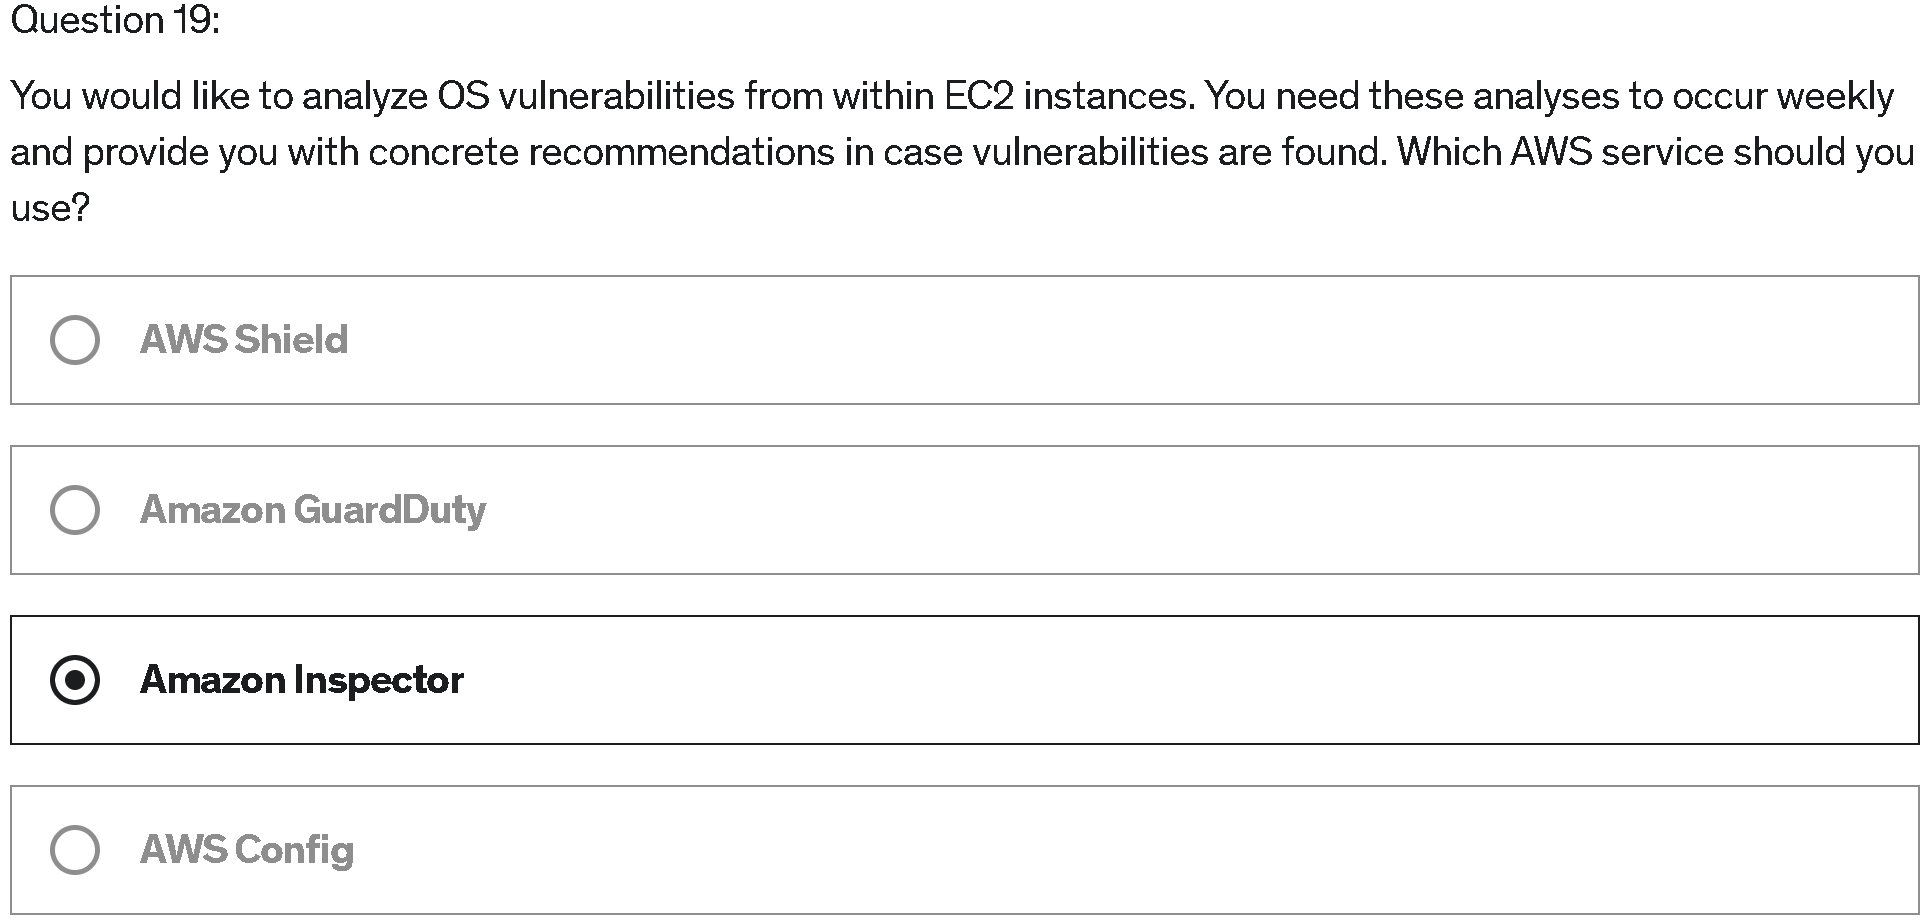 Question 19:
You would like to analyze OS vulnerabilities from within EC2 instances. You need these analyses to occur weekly
and provide you with concrete recommendations in case vulnerabilities are found. Which AWS service should you
use?
AWS Shield
Amazon GuardDuty
Amazon Inspector
AWS Config